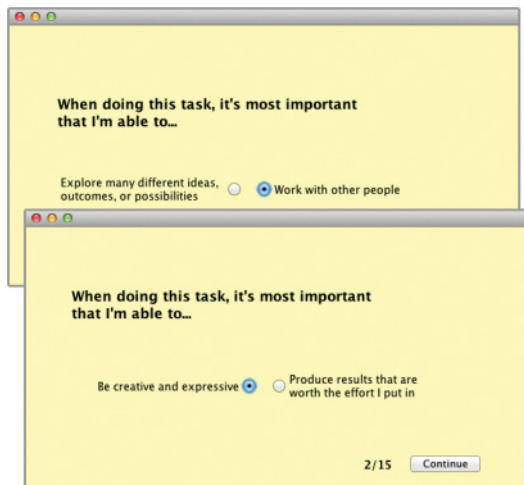 When doing this task, it's most important
that I'm able to...
Explore many different ideas,
outcomes, or possibilities
Work with other people
When doing this task, it's most important
that I'm able to...
Be creative and expressive
Produce results that are
worth the effort I put in
2/15
Continue